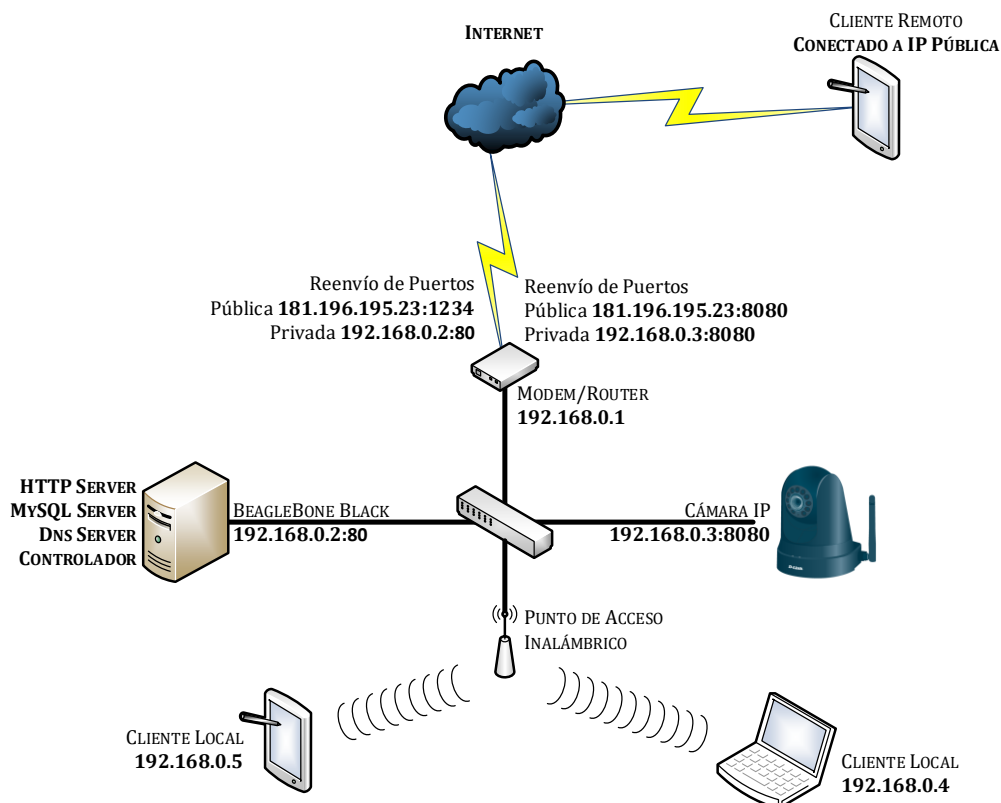 CLIENTE REMOTO
CONECTADO A IP PÚBLICA
INTERNET
Reenvío de Puertos
Pública 181.196.195.23:1234
Privada 192.168.0.2:80
Reenvío de Puertos
Pública 181.196.195.23:8080
Privada 192.168.0.3:8080
MODEM/ROUTER
192.168.0.1
HTTP SERVER
MYSQL SERVER
DNS SERVER
CONTROLADOR
BEAGLEBONE BLACK
192.168.0.2:80
CÁMARA IP
192.168.0.3:8080
D-Link
PUNTO DE ACCESO
INALÁMBRICO
CLIENTE LOCAL
192.168.0.5
CLIENTE LOCAL
192.168.0.4